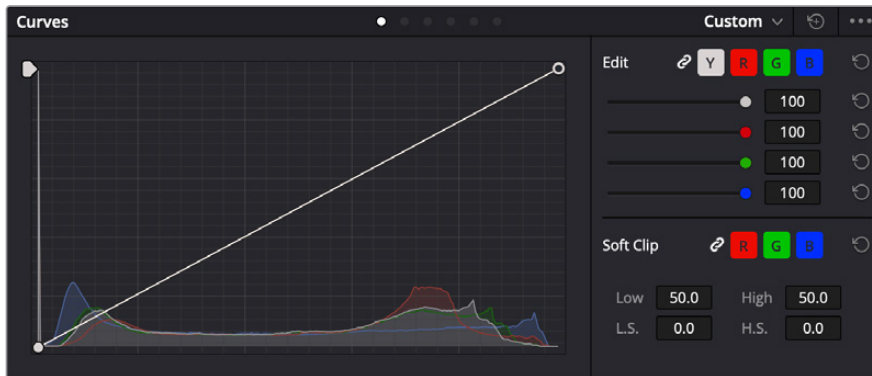 Curves Custom
Edit Y R G B
100
100
100
100
Soft Clip R G B
Low 50.0 High 50.0
L.S. 0.0 H.S. 0.0